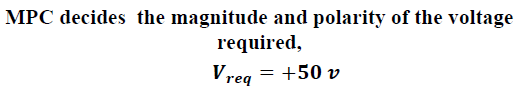 MPC decides the magnitude and polarity of the voltage
required,
V_req = +50 v